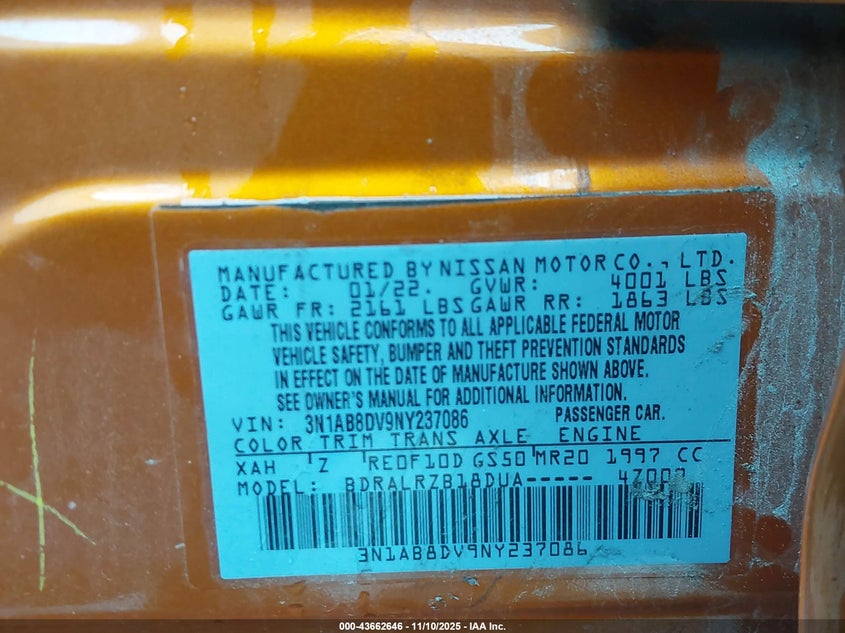 MANUFACTURED BY NISSAN MOTOR CO., LTD.
DATE: 01/22. GVWR: 4001 LBS
GAWR FR: 2161 LBS GAWR RR: 1863 LBS
THIS VEHICLE CONFORMS TO ALL APPLICABLE FEDERAL MOTOR
VEHICLE SAFETY, BUMPER AND THEFT PREVENTION STANDARDS
IN EFFECT ON THE DATE OF MANUFACTURE SHOWN ABOVE.
SEE OWNER'S MANUAL FOR ADDITIONAL INFORMATION.
VIN: 3N1AB8DV9NY237086 PASSENGER CAR.
COLOR TRIM TRANS AXLE ENGINE
XAH Z RE0F10D GS50 MR20 1997 CC
MODEL: BDRALRZB18DUA-----
3N1AB8DV9NY237086
000-43662646 - 11/10/2025 - IAA Inc.